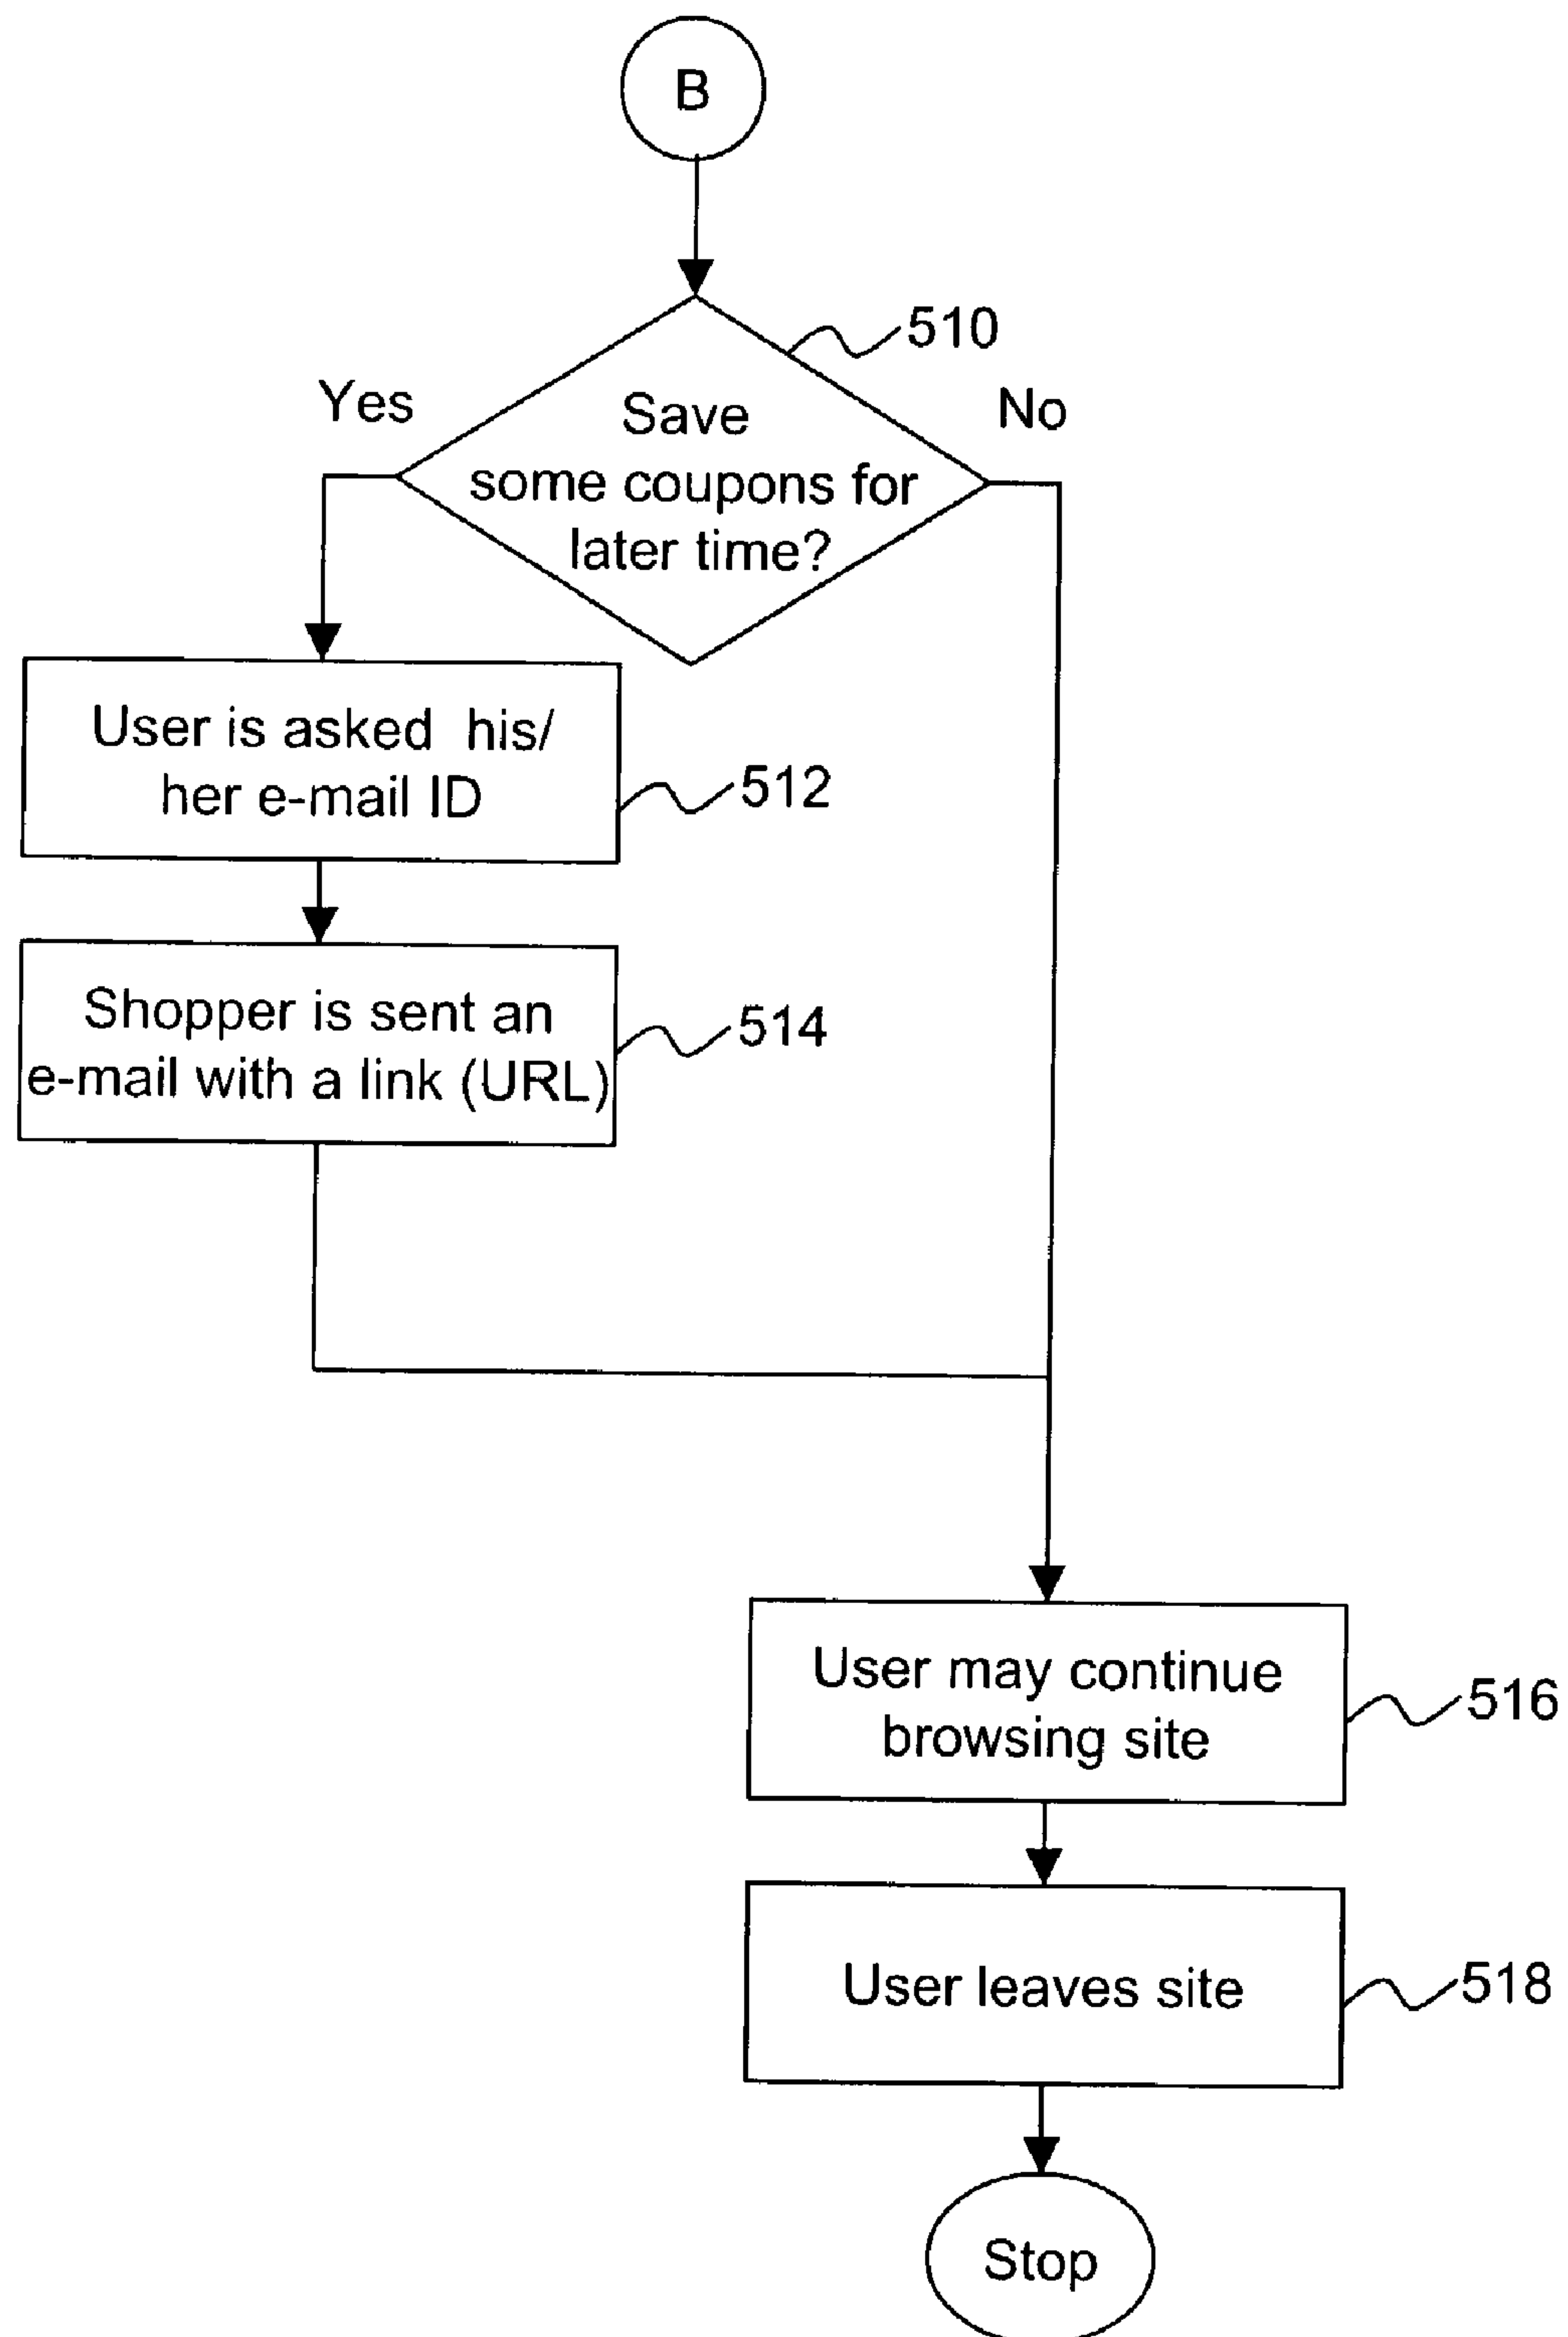 B
510
Yes
No
Save
some coupons for
later time?
User is asked his/
her e-mail ID
512
Shopper is sent an
e-mail with a link (URL)
514
User may continue
browsing site
516
User leaves site
518
Stop